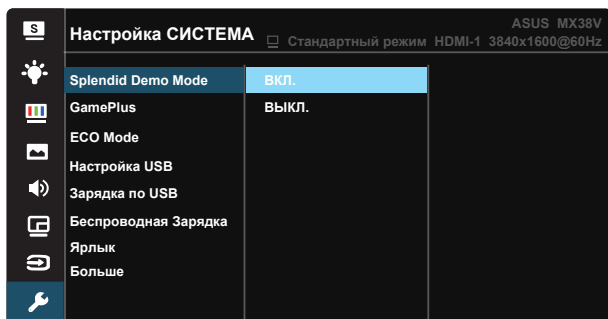 S
ASUS MX38V
Настройка СИСТЕМА
Стандартный режим HDMI-1 3840x1600@60Hz
Splendid Demo Mode ВКЛ.
GamePlus ВЫКЛ.
ECO Mode
Настройка USB
Зарядка по USB
Беспроводная Зарядка
Ярлык
Больше